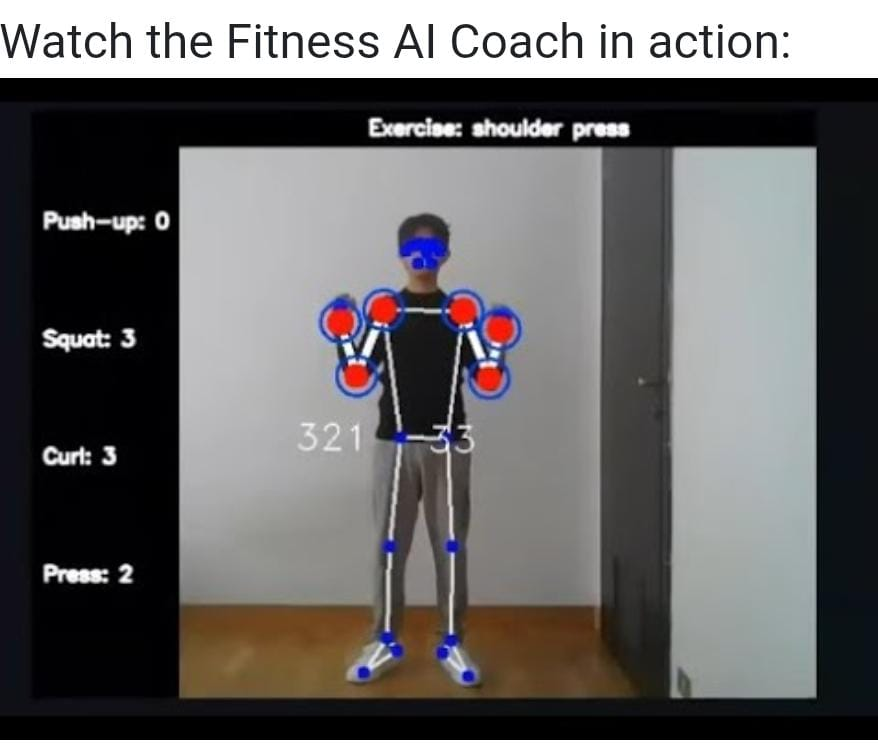 Watch the Fitness AI Coach in action:
Exercise: shoulder press
Push-up: 0
Squat: 3
321
33
Curl: 3
Press: 2